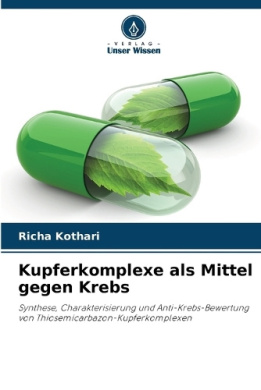 - VERLAG -
Unser Wissen
Richa Kothari
Kupferkomplexe als Mittel
gegen Krebs
Synthese, Charakterisierung und Anti-Krebs-Bewertung
von Thiosemicarbazon-Kupferkomplexen